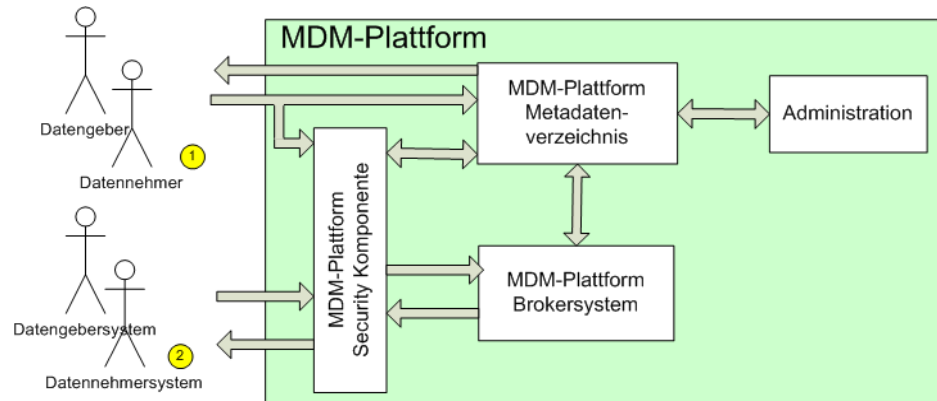 MDM-Plattform
Datengeber
Datennehmer
1
MDM-Plattform
Metadaten-
verzeichnis
Administration
MDM-Plattform
Security Komponente
MDM-Plattform
Brokersystem
Datengebersystem
2
Datennehmersystem